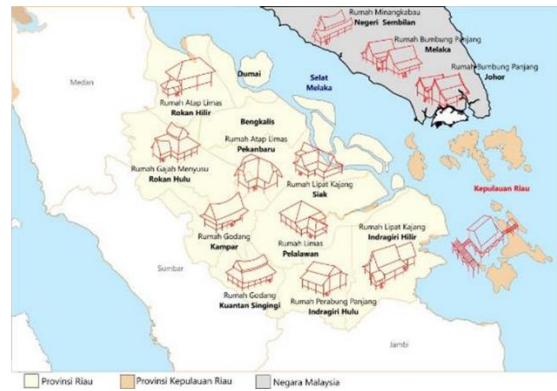 Rumah Minangkabau
Negeri Sembilan
Rumah Bumbung Panjang
Melaka
Rumah Bumbung Panjang
Johor
Medan
Dumai
Selat
Melaka
Rumah Atap Limas
Rokan Hilir
Bengkalis
Rumah Atap Limas
Pekanbaru
Rumah Gajah Menyusu
Rokan Hulu
Rumah Lipat Kajang
Siak
Kepulauan Riau
Rumah Godang
Kampar
Rumah Limas
Pelalawan
Rumah Lipat Kajang
Indragiri Hilir
Sumbar
Rumah Godang
Kuantan Singingi
Rumah Perabung Panjang
Indragiri Hulu
Jambi
Provinsi Riau
Provinsi Kepulauan Riau
Negara Malaysia